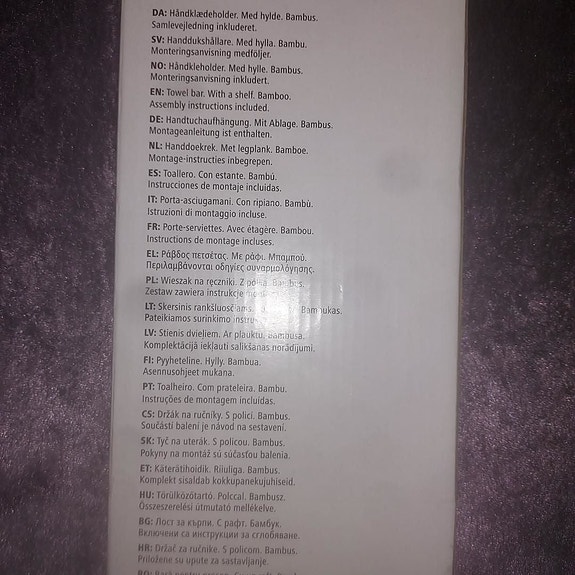 DA: Håndklædeholder. Med hylde. Bambus.
Samlevejledning inkluderet.
SV: Handdukshållare. Med hylla. Bambu.
Monteringsanvisning medföljer.
NO: Håndkleholder. Med hylle. Bambus.
Monteringsanvisning inkludert.
EN: Towel bar. With a shelf. Bamboo.
Assembly instructions included.
DE: Handtuchaufhängung. Mit Ablage. Bambus.
Montageanleitung ist enthalten.
NL: Handdoekrek. Met legplank. Bamboe.
Montage-instructies inbegrepen.
ES: Toallero. Con estante. Bambú.
Instrucciones de montaje incluidas.
IT: Porta-asciugamani. Con ripiano. Bambù.
Istruzioni di montaggio incluse.
FR: Porte-serviettes. Avec étagère. Bambou.
Instructions de montage incluses.
EL: Ράβδος πετσέτας. Με ράφι. Μπαμπού.
Περιλαμβάνονται οδηγίες συναρμολόγησης.
PL: Wieszak na ręczniki. Z półką. Bambus.
Zestaw zawiera instrukcję
LT: Skersinis rankšluosčiams. Bambukas.
Pateikiamos surinkimo
LV: Stienis dvieļiem. Ar plauktu. Bambusa.
Komplektācijā iekļauti salikšanas norādījumi.
FI: Pyyheteline. Hylly. Bambua.
Asennusohjeet mukana.
PT: Toalheiro. Com prateleira. Bambu.
Instruções de montagem incluídas.
CS: Držák na ručníky. S policí. Bambus.
Součástí balení je návod na sestavení.
SK: Tyč na uterák. S policou. Bambus.
Pokyny na montáž sú súčasťou balenia.
ET: Käterätihoidik. Riiuliga. Bambus.
Komplekt sisaldab kokkupanekujuhiseid.
HU: Törülközőtartó. Polccal. Bambusz.
Összeszerelési útmutató mellékelve.
BG: Лост за кърпи. С рафт. Бамбук.
Включени са инструкции за сглобяване.
HR: Držač za ručnike. S policom. Bambus.
Priložene su upute za sastavljanje.